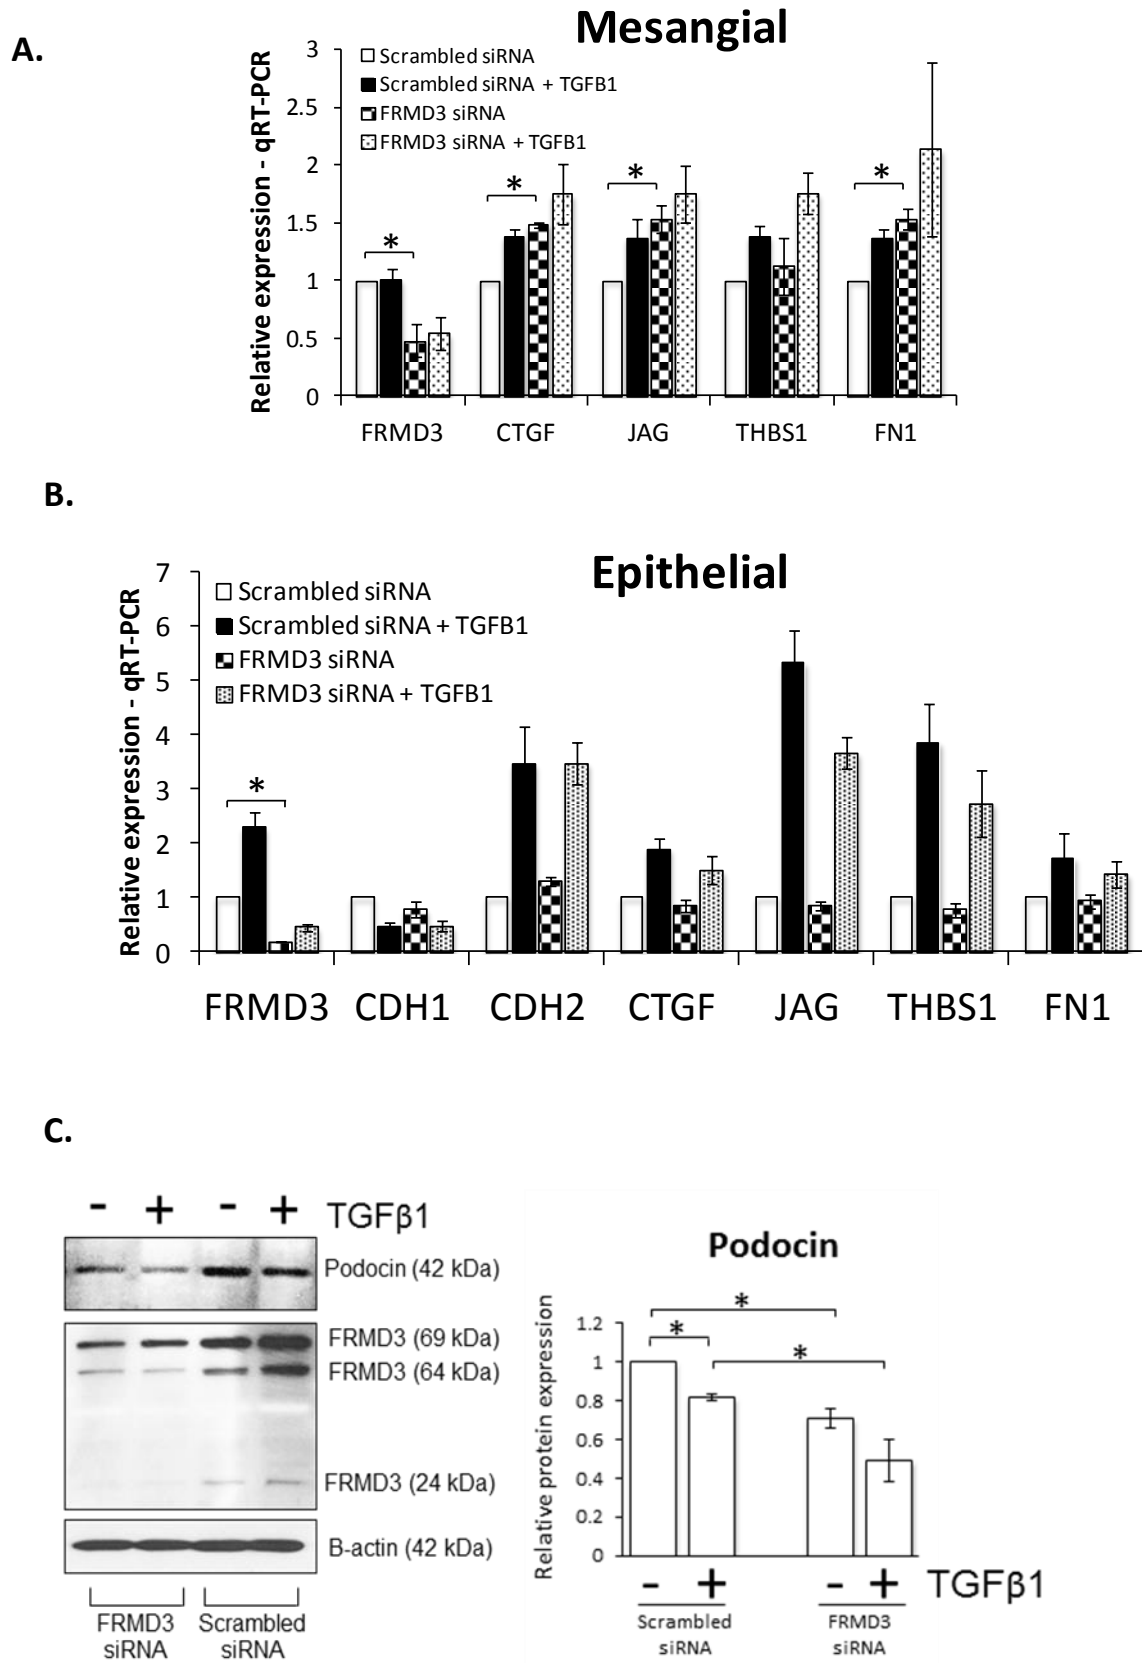 A.
Mesangial
Relative expression - qRT-PCR
3
2.5
2
1.5
1
0.5
0
Scrambled siRNA
Scrambled siRNA + TGFB1
FRMD3 siRNA
FRMD3 siRNA + TGFB1
*
*
*
*
FRMD3 CTGF JAG THBS1 FN1
B.
Epithelial
Relative expression - qRT-PCR
7
6
5
4
3
2
1
0
Scrambled siRNA
Scrambled siRNA + TGFB1
FRMD3 siRNA
FRMD3 siRNA + TGFB1
*
FRMD3 CDH1 CDH2 CTGF JAG THBS1 FN1
C.
- + - + TGFβ1
Podocin (42 kDa)
FRMD3 (69 kDa)
FRMD3 (64 kDa)
FRMD3 (24 kDa)
B-actin (42 kDa)
FRMD3 siRNA
Scrambled siRNA
Podocin
Relative protein expression
1.2
1
0.8
0.6
0.4
0.2
0
*
*
*
- + - + TGFβ1
Scrambled siRNA
FRMD3 siRNA